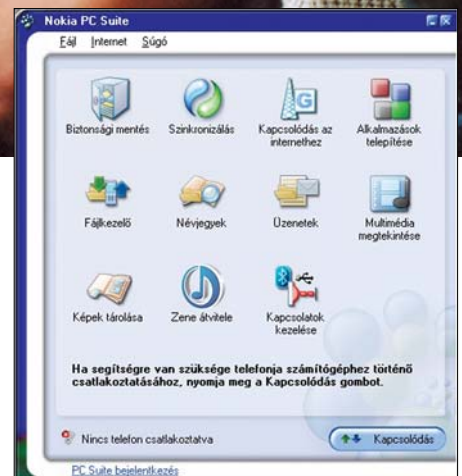 Nokia PC Suite
Fájl Internet Súgó
Biztonsági mentés
Szinkronizálás
G
Kapcsolódás az
internethez
Alkalmazások
telepítése
Fájlkezelő
Névjegyek
Üzenetek
Multimédia
megtekintése
Képek tárolása
Zene átvitele
Kapcsolatok
kezelése
Ha segítségre van szüksége telefonja számítógéphez történő
csatlakoztatásához, nyomja meg a Kapcsolódás gombot.
Nincs telefon csatlakoztatva
Kapcsolódás
PC Suite bejelentkezés